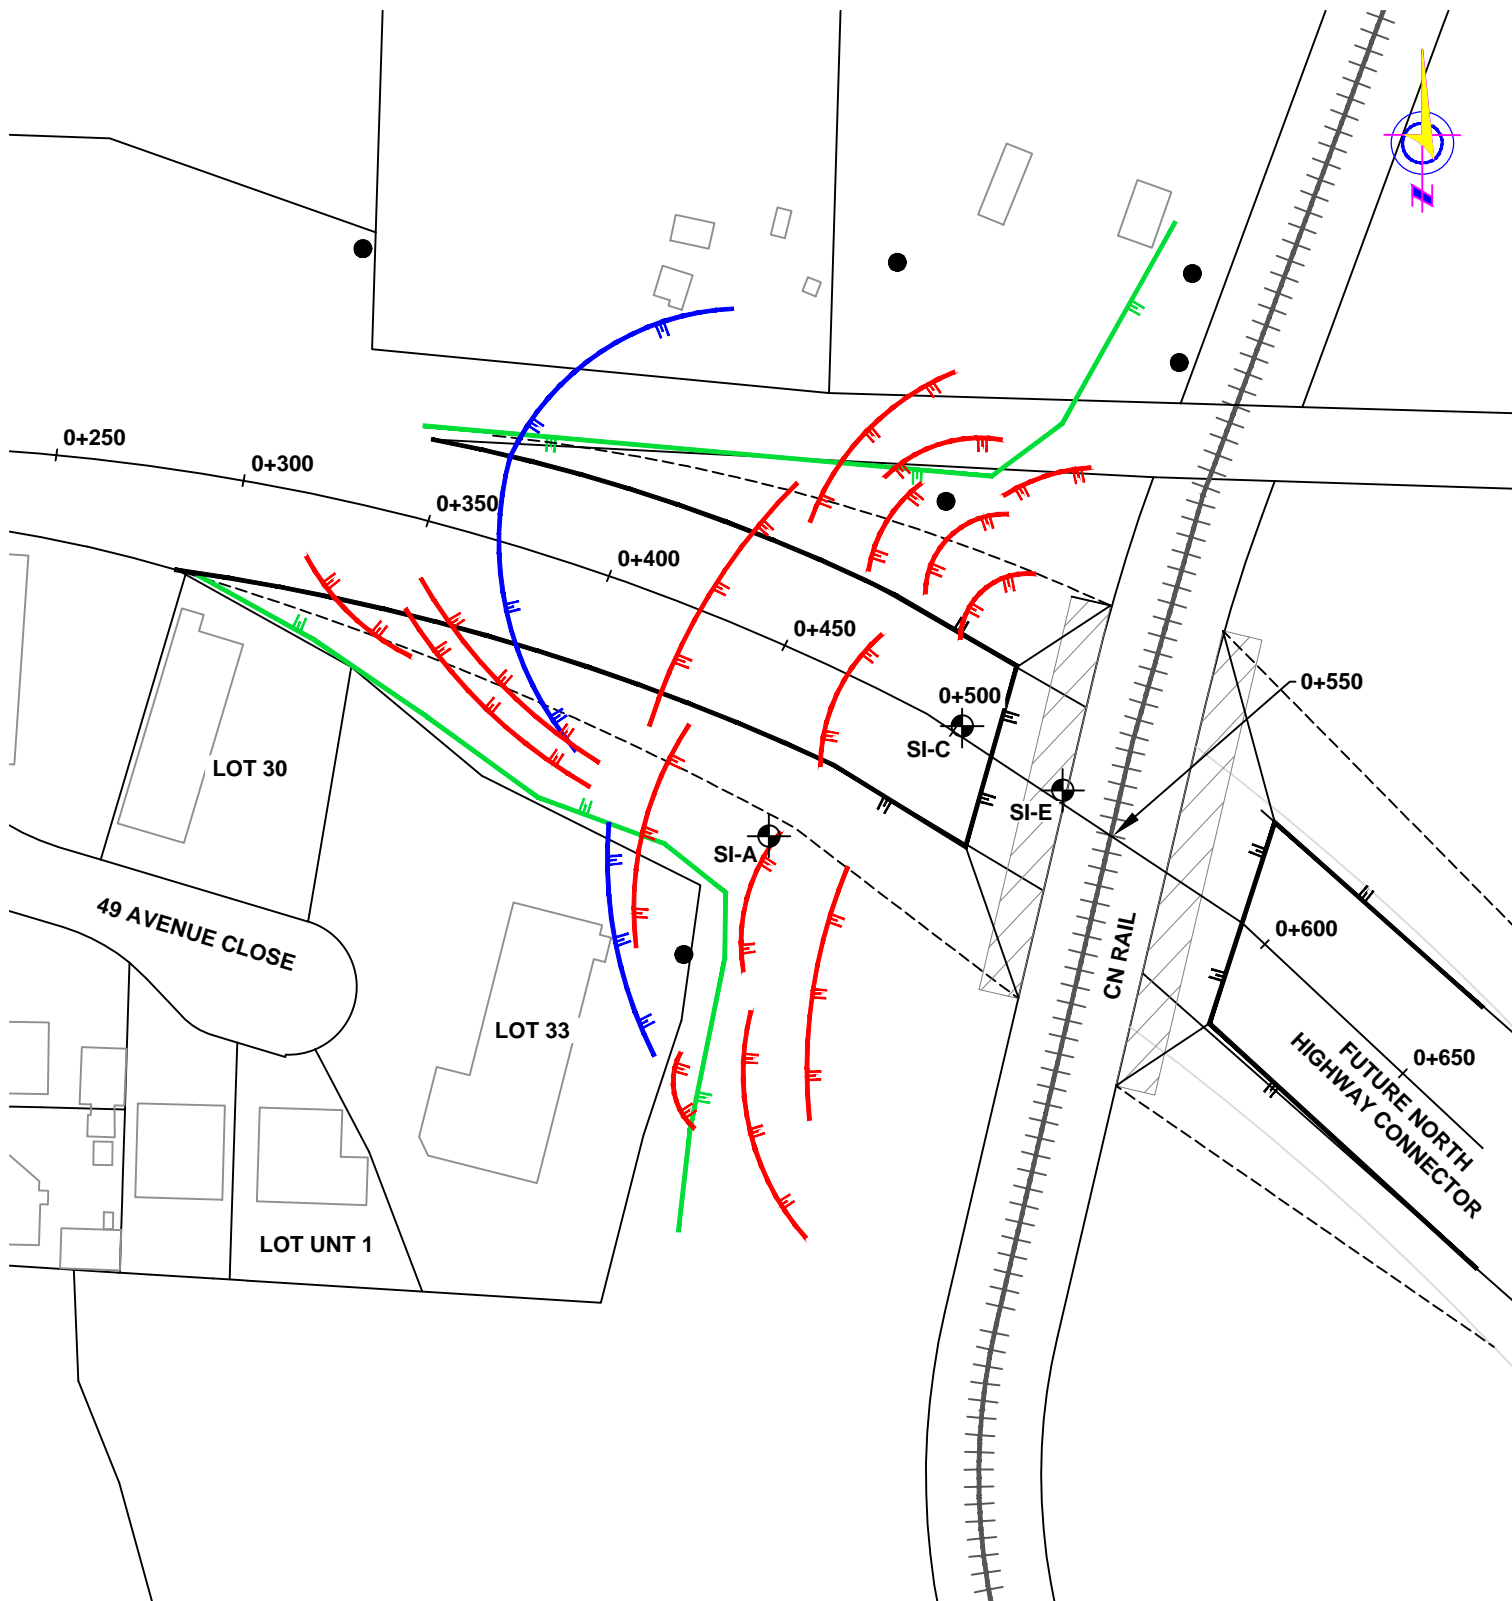 N
0+250
0+300
0+350
0+400
0+450
0+500
0+550
SI-C
SI-E
SI-A
LOT 30
49 AVENUE CLOSE
CN RAIL
0+600
LOT 33
0+650
FUTURE NORTH
HIGHWAY CONNECTOR
LOT UNT 1